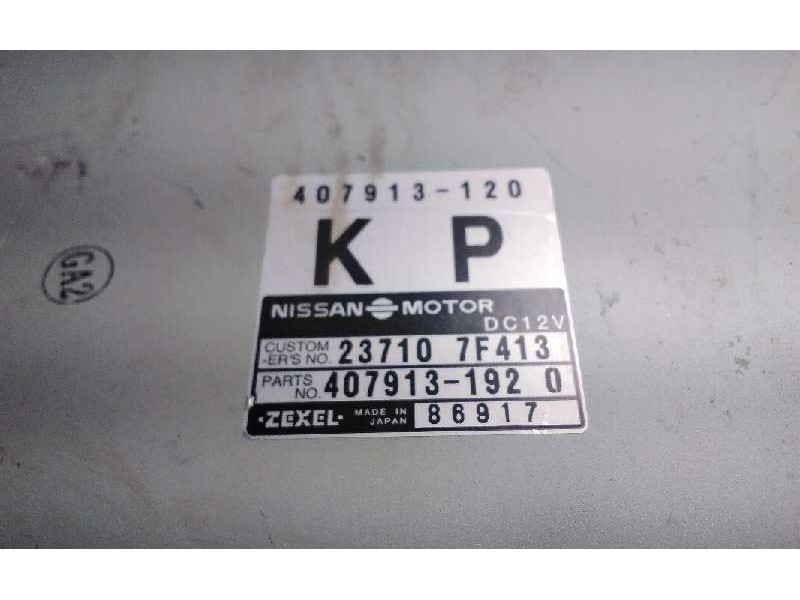 407913-120
K P
NISSAN MOTOR
DC12V
CUSTOM
-ER'S NO. 23710 7F413
PARTS
NO. 407913-192 0
·ZEXEL· MADE IN
JAPAN 86917
GA2